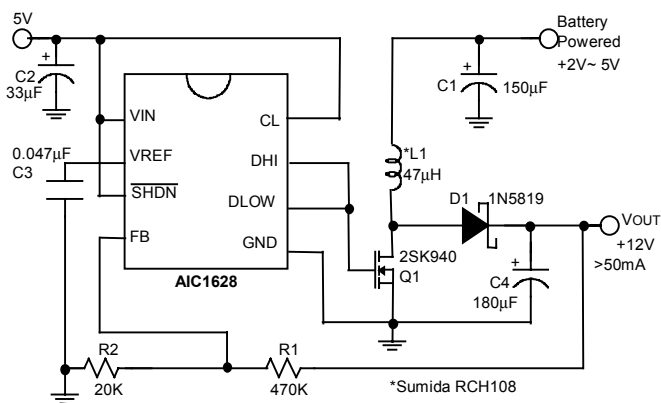 5V
Battery
Powered
+2V~ 5V
+
C2
33μF
+
C1
150μF
VIN
CL
0.047μF
C3
VREF
DHI
*L1
47μH
SHDN
DLOW
D1
1N5819
VOUT
+12V
>50mA
FB
GND
2SK940
Q1
+
C4
180μF
AIC1628
R2
20K
R1
470K
*Sumida RCH108